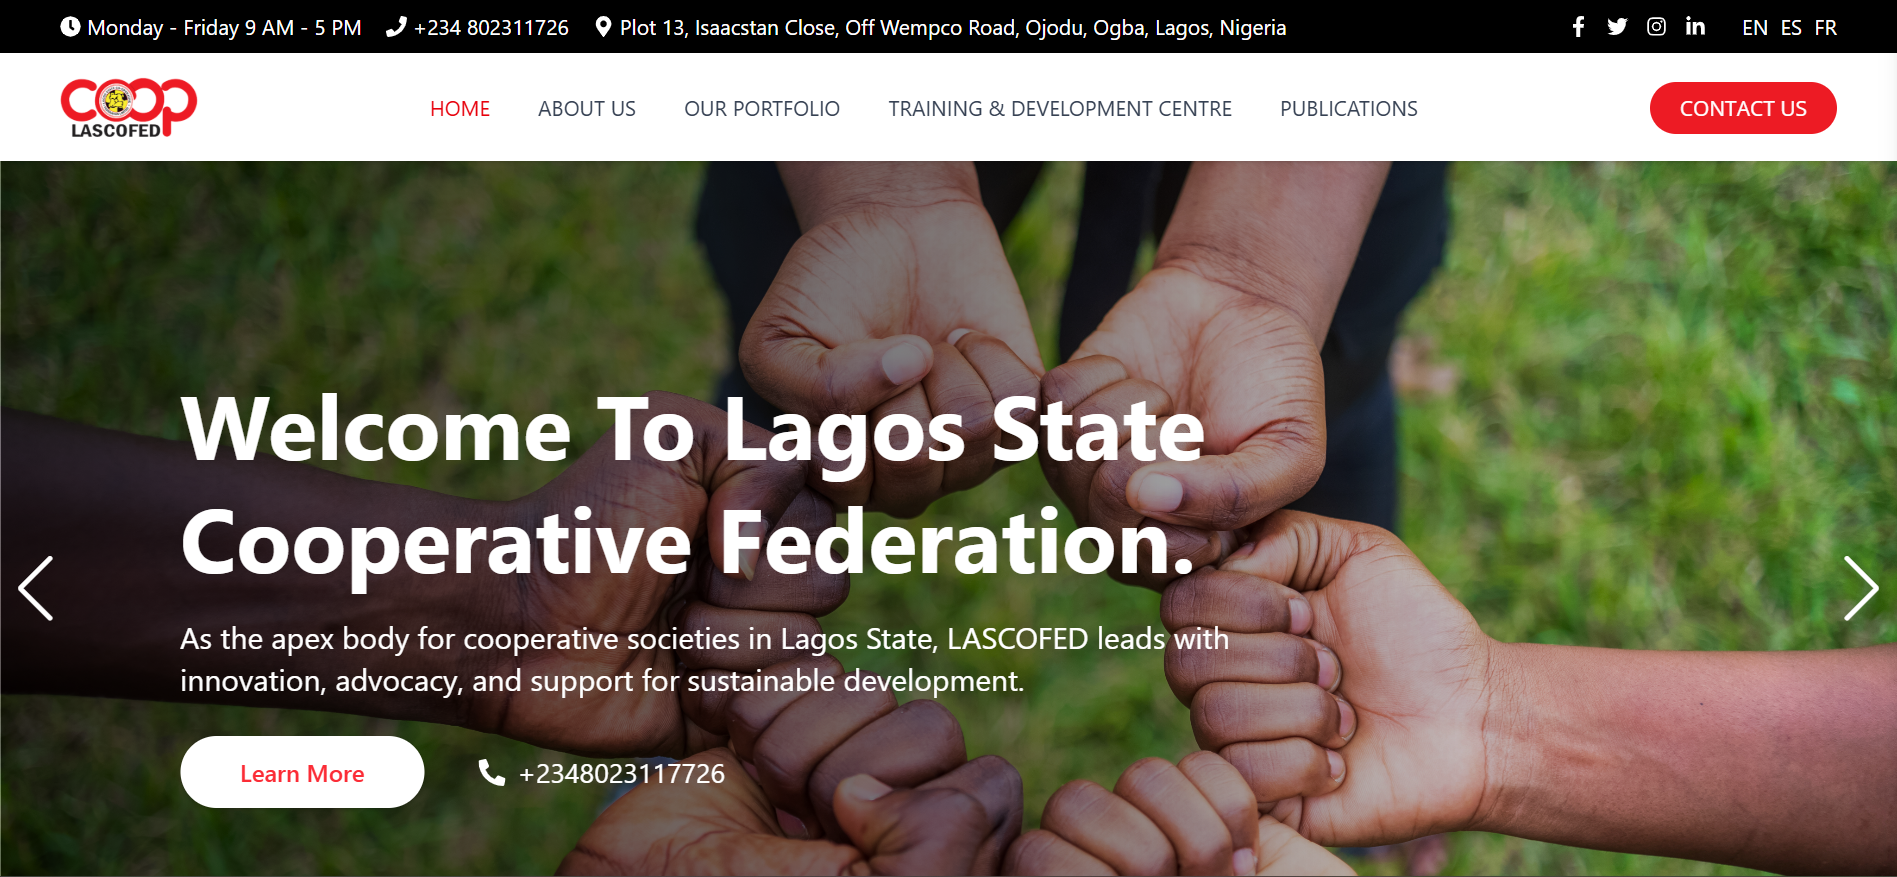 Monday - Friday 9 AM - 5 PM +234 802311726 Plot 13, Isaacstan Close, Off Wempco Road, Ojodu, Ogba, Lagos, Nigeria EN ES FR
coop
LASCOFED
HOME ABOUT US OUR PORTFOLIO TRAINING & DEVELOPMENT CENTRE PUBLICATIONS CONTACT US
Welcome To Lagos State
Cooperative Federation.
As the apex body for cooperative societies in Lagos State, LASCOFED leads with
innovation, advocacy, and support for sustainable development.
Learn More +2348023117726